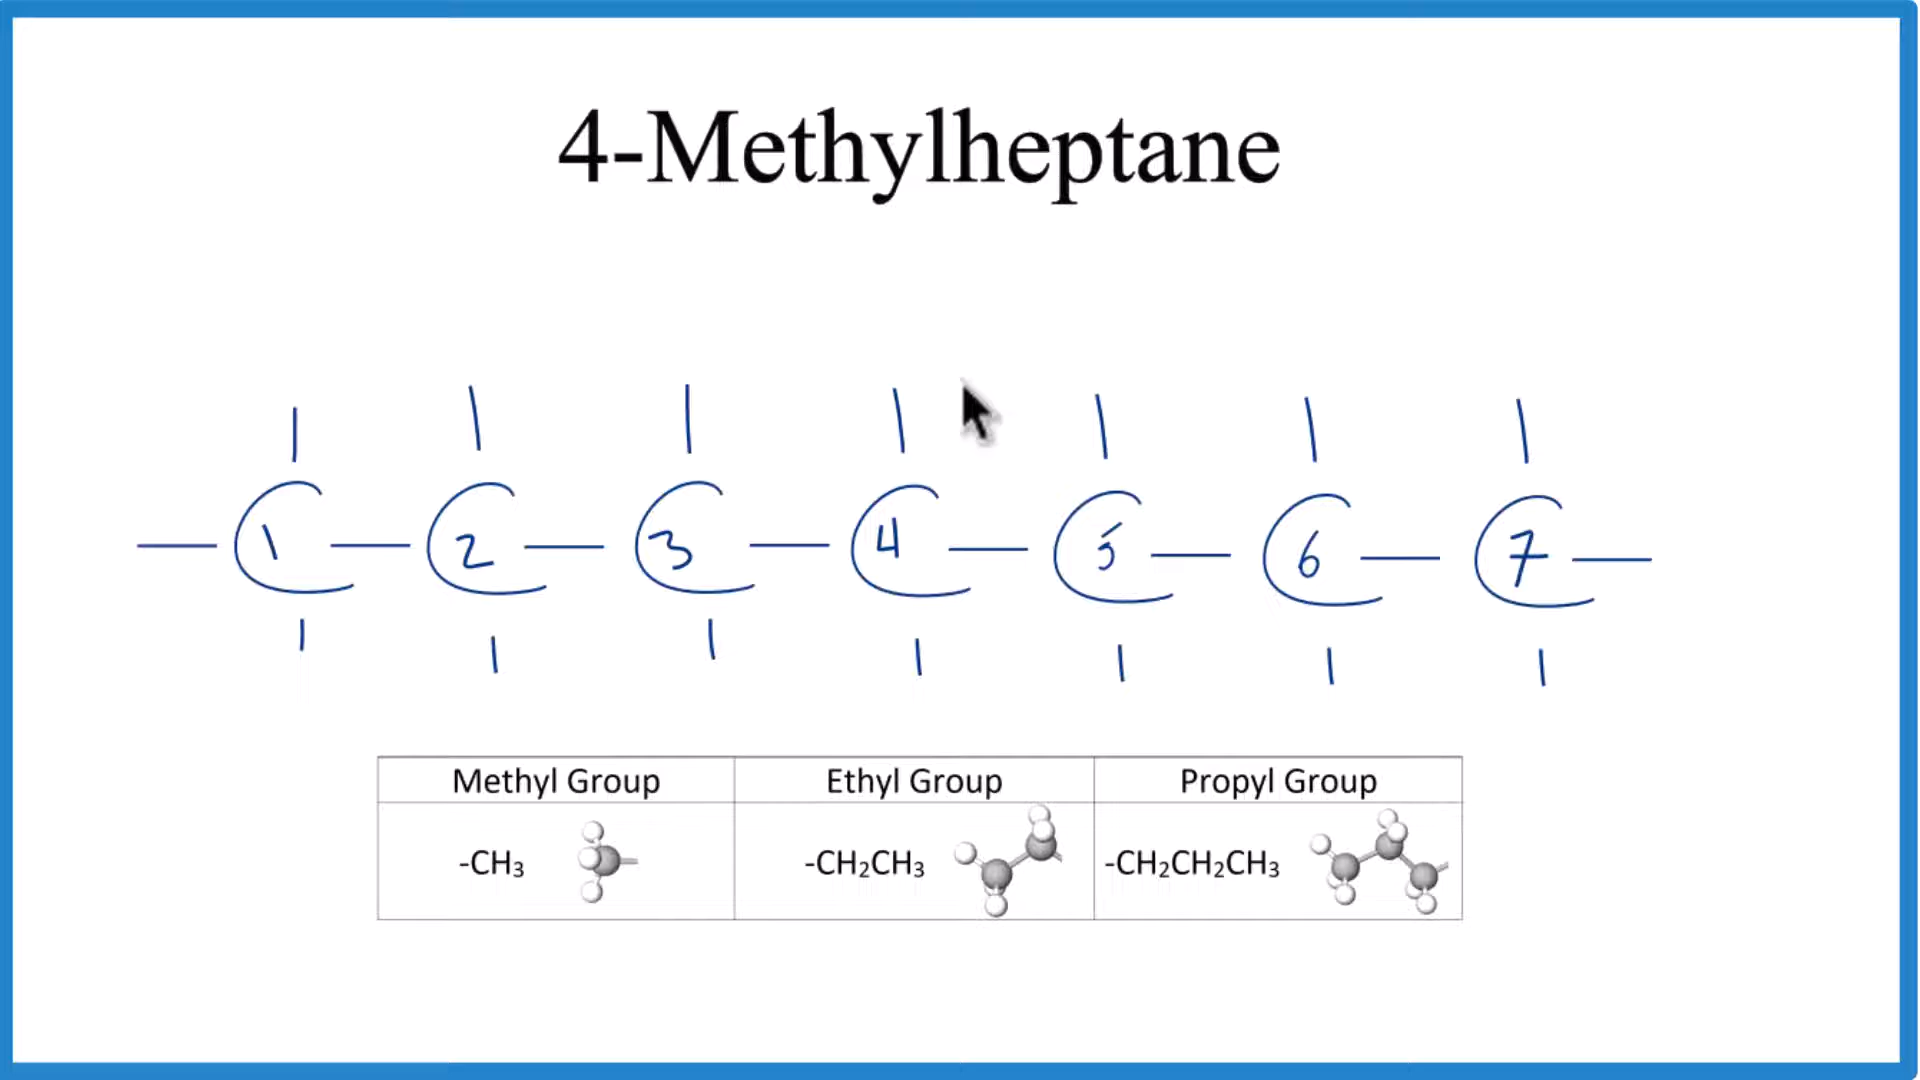 4-Methylheptane
C C C C C C C
1 2 3 4 5 6 7
Methyl Group Ethyl Group Propyl Group
-CH₃ -CH₂CH₃ -CH₂CH₂CH₃